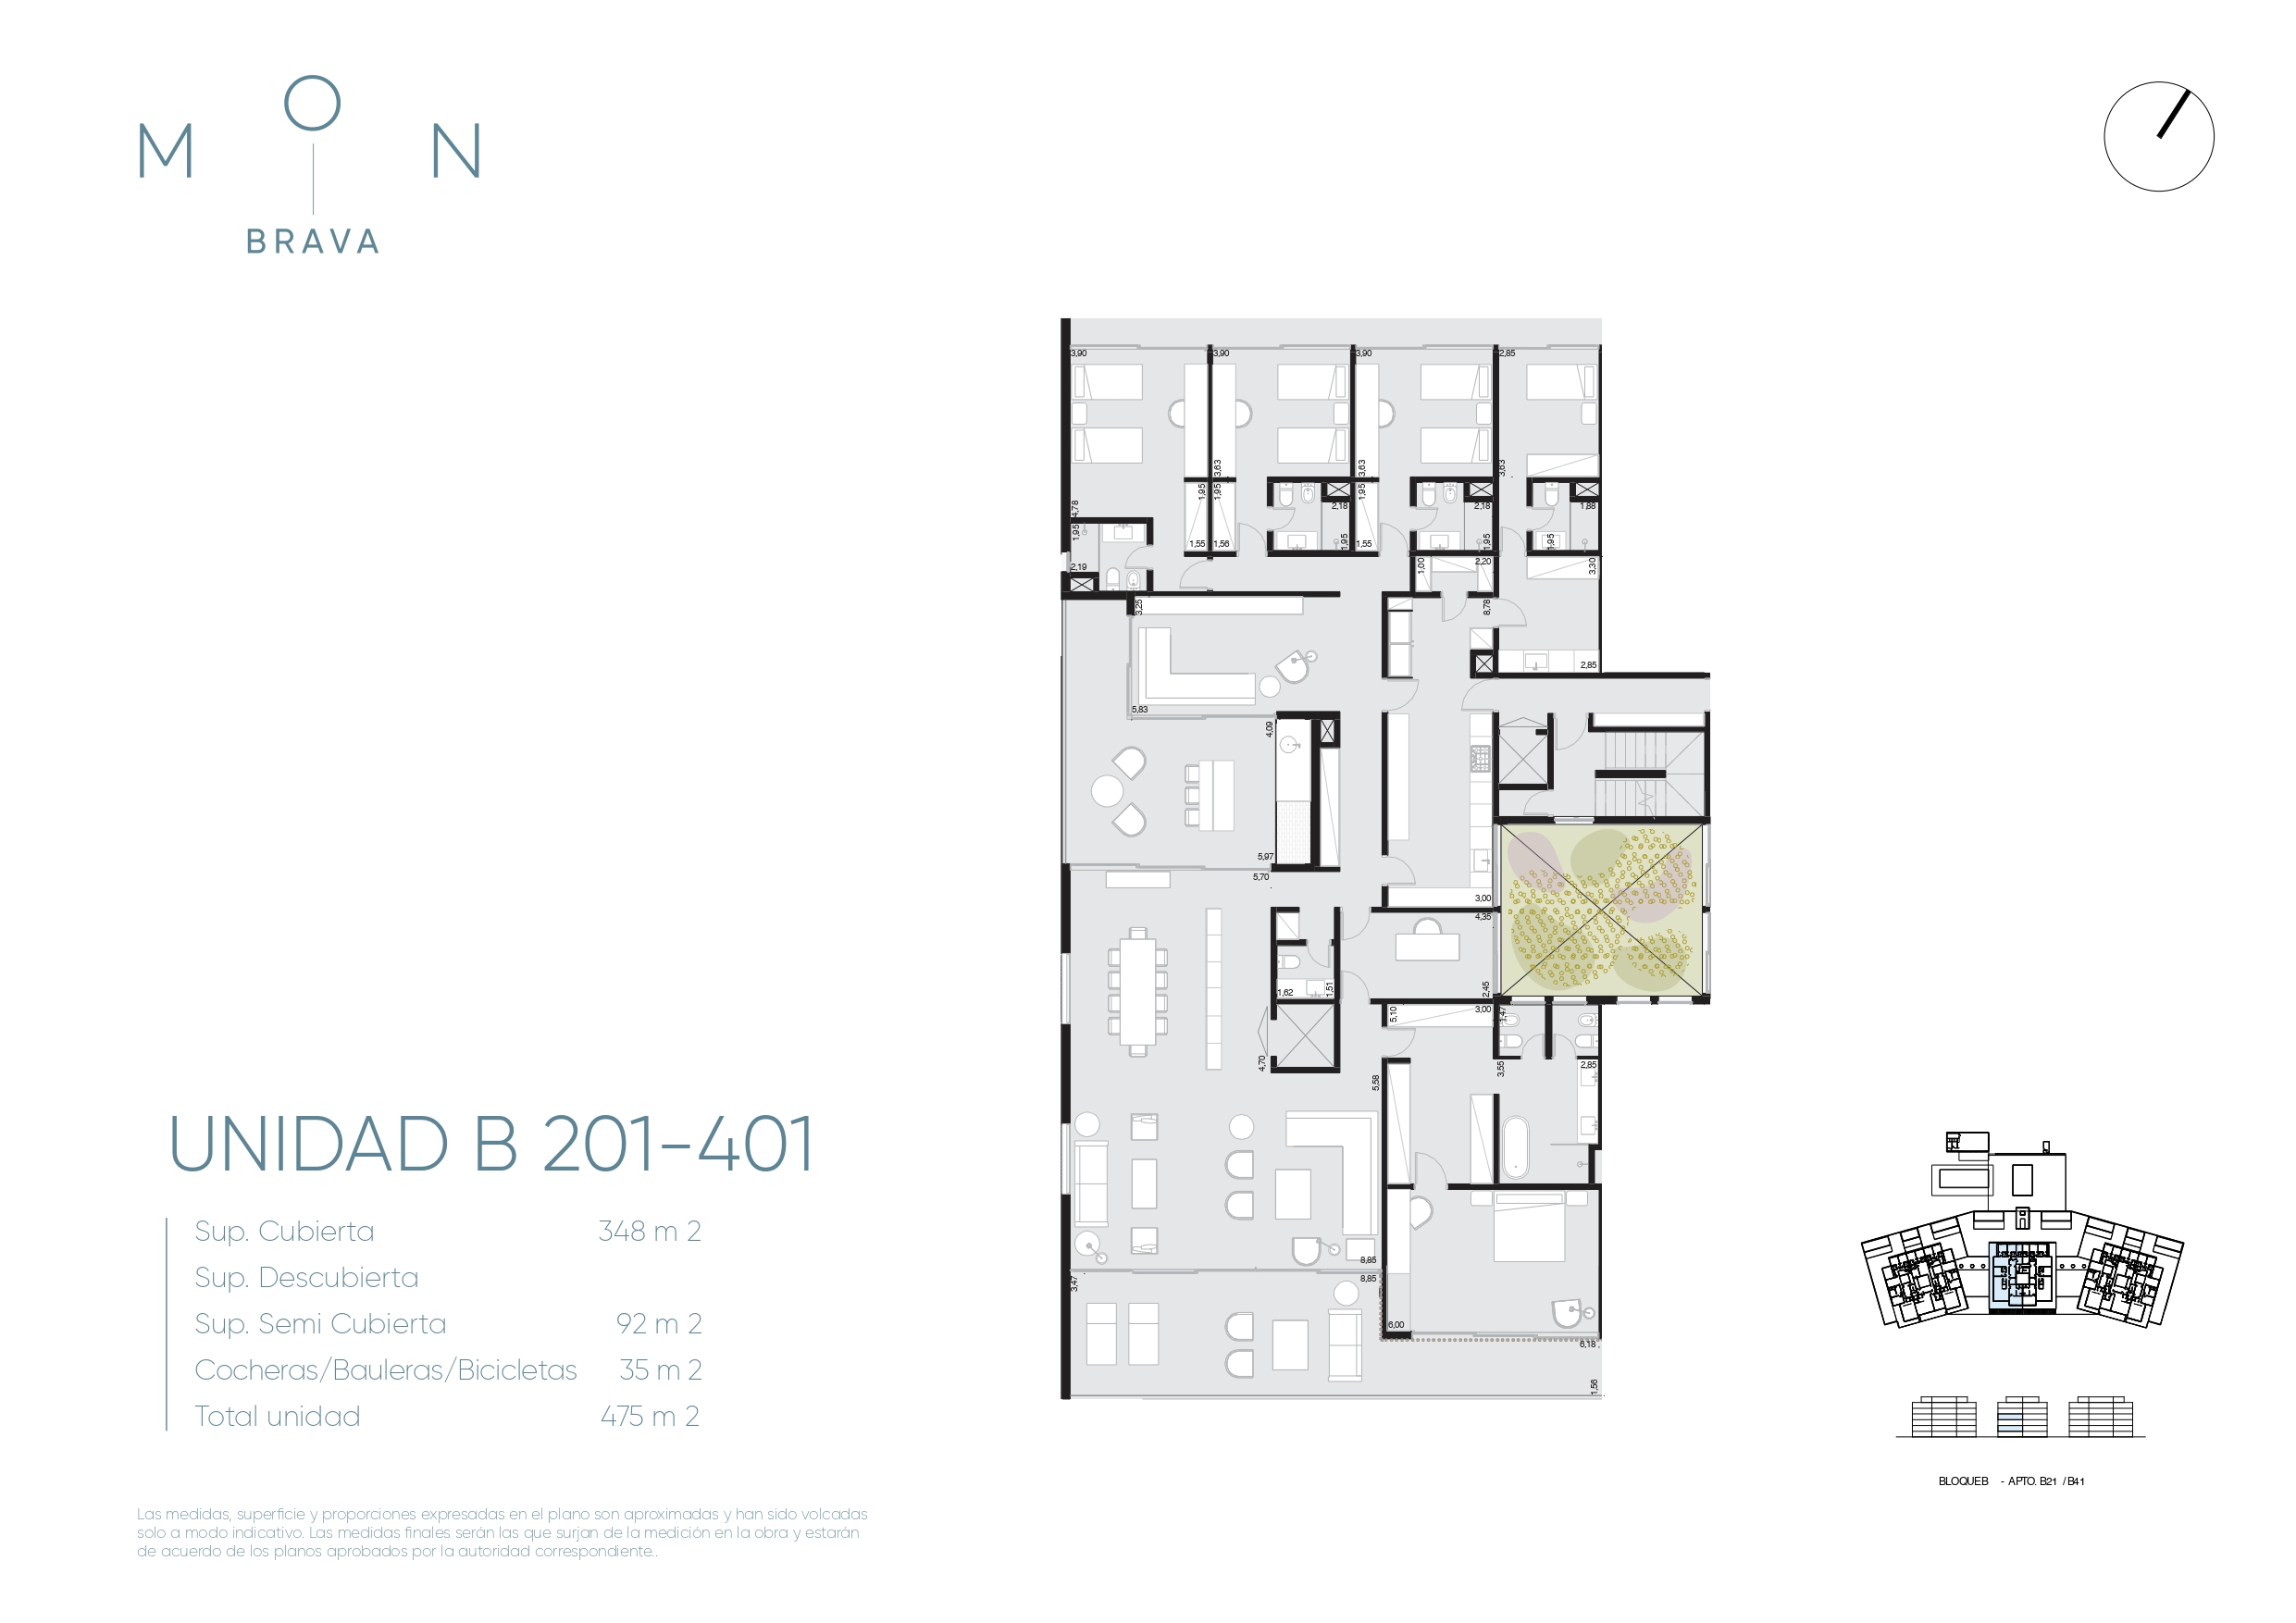 M O N
BRAVA
3,90 3,90 3,90 2,85
3,63 3,63 3,63
4,78 1,95 1,95 1,95
2,18 2,18 1,88
1,95 1,55 1,56 1,95 1,55 1,95 1,95
2,19 1,00 2,20 3,30
3,25 8,78
2,85
5,83
4,09
5,97
5,70
3,00
4,35
1,62 1,51 2,45
5,10 3,00 1,47
4,70 5,58 3,55 2,85
8,85
3,47 8,85
6,00
6,18
1,56
UNIDAD B 201-401
Sup. Cubierta 348 m 2
Sup. Descubierta
Sup. Semi Cubierta 92 m 2
Cocheras/Bauleras/Bicicletas 35 m 2
Total unidad 475 m 2
BLOQUEB - APTO. B21 / B41
Las medidas, superficie y proporciones expresadas en el plano son aproximadas y han sido volcadas
solo a modo indicativo. Las medidas finales serán las que surjan de la medición en la obra y estarán
de acuerdo de los planos aprobados por la autoridad correspondiente..